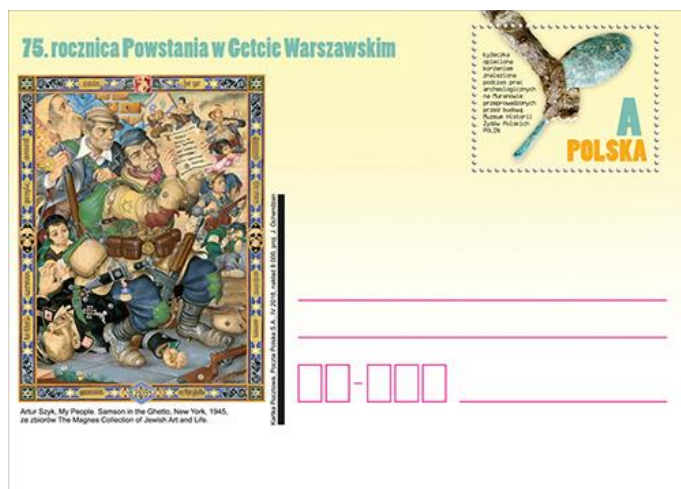 75. rocznica Powstania w Getcie Warszawskim
łyżeczka
opleciona
korzeniem
znaleziona
podczas prac
archeologicznych
na Muranowie
przeprowadzonych
przed budową
Muzeum Historii
Żydów Polskich
POLIN
A
POLSKA
Kartka Pocztowa, Poczta Polska S.A., IV 2018, nakład 8 000, proj. J. Ochendzan
Artur Szyk, My People. Samson in the Ghetto, New York, 1945,
ze zbiorów The Magnes Collection of Jewish Art and Life.